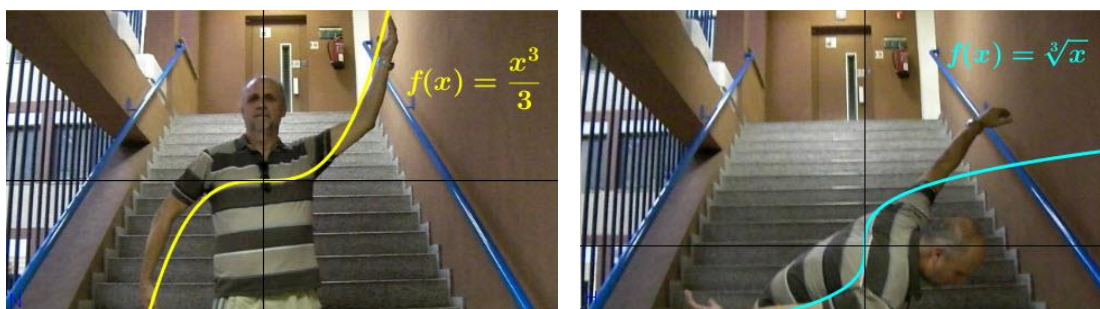 f(x) = x³/3
f(x) = ∛x